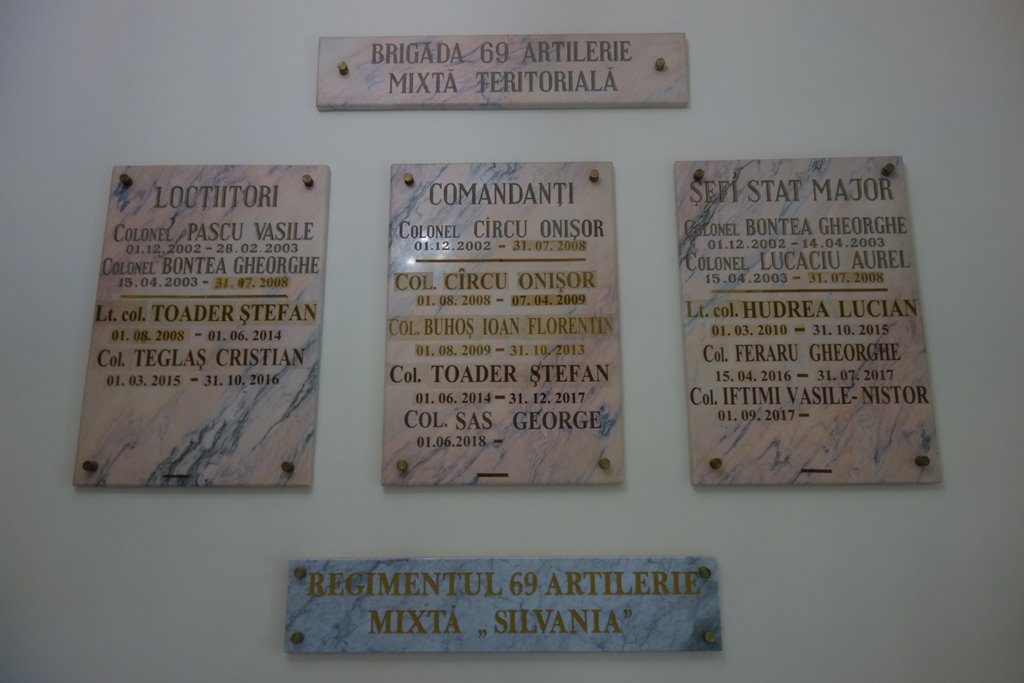 BRIGADA 69 ARTILERIE
MIXTĂ TERITORIALĂ
LOCȚIITORI
COLONEL PASCU VASILE
01.12.2002 - 28.02.2003
COLONEL BONTEA GHEORGHE
15.04.2003 - 31.07.2008
Lt. col. TOADER ȘTEFAN
01.08.2008 - 01.06.2014
Col. TEGLAȘ CRISTIAN
01.03.2015 - 31.10.2016
COMANDANȚI
COLONEL CÎRCU ONIȘOR
01.12.2002 - 31.07.2008
COL. CÎRCU ONIȘOR
01.08.2008 - 07.04.2009
COL. BUHOȘ IOAN FLORENTIN
01.08.2009 - 31.10.2013
Col. TOADER ȘTEFAN
01.06.2014 - 31.12.2017
COL. SAS GEORGE
01.06.2018 -
ȘEFI STAT MAJOR
COLONEL BONTEA GHEORGHE
01.12.2002 - 14.04.2003
COLONEL LUCACIU AUREL
15.04.2003 - 31.07.2008
Lt. col. HUDREA LUCIAN
01.03.2010 - 31.10.2015
Col. FERARU GHEORGHE
15.04.2016 - 31.07.2017
Col. IFTIMI VASILE-NISTOR
01.09.2017 -
REGIMENTUL 69 ARTILERIE
MIXTĂ „SILVANIA”